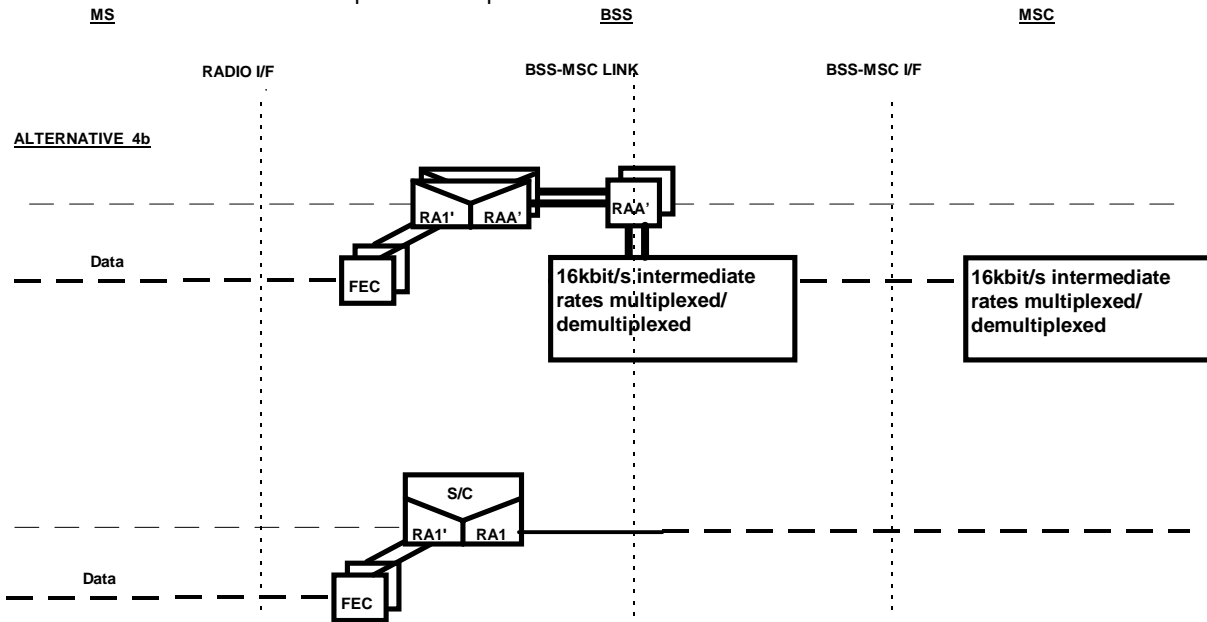 MS BSS MSC
RADIO I/F BSS-MSC LINK BSS-MSC I/F
ALTERNATIVE 4b
RA1' RAA' RAA'
Data
FEC
16kbit/s intermediate
rates multiplexed/
demultiplexed
16kbit/s intermediate
rates multiplexed/
demultiplexed
S/C
RA1' RA1
Data
FEC